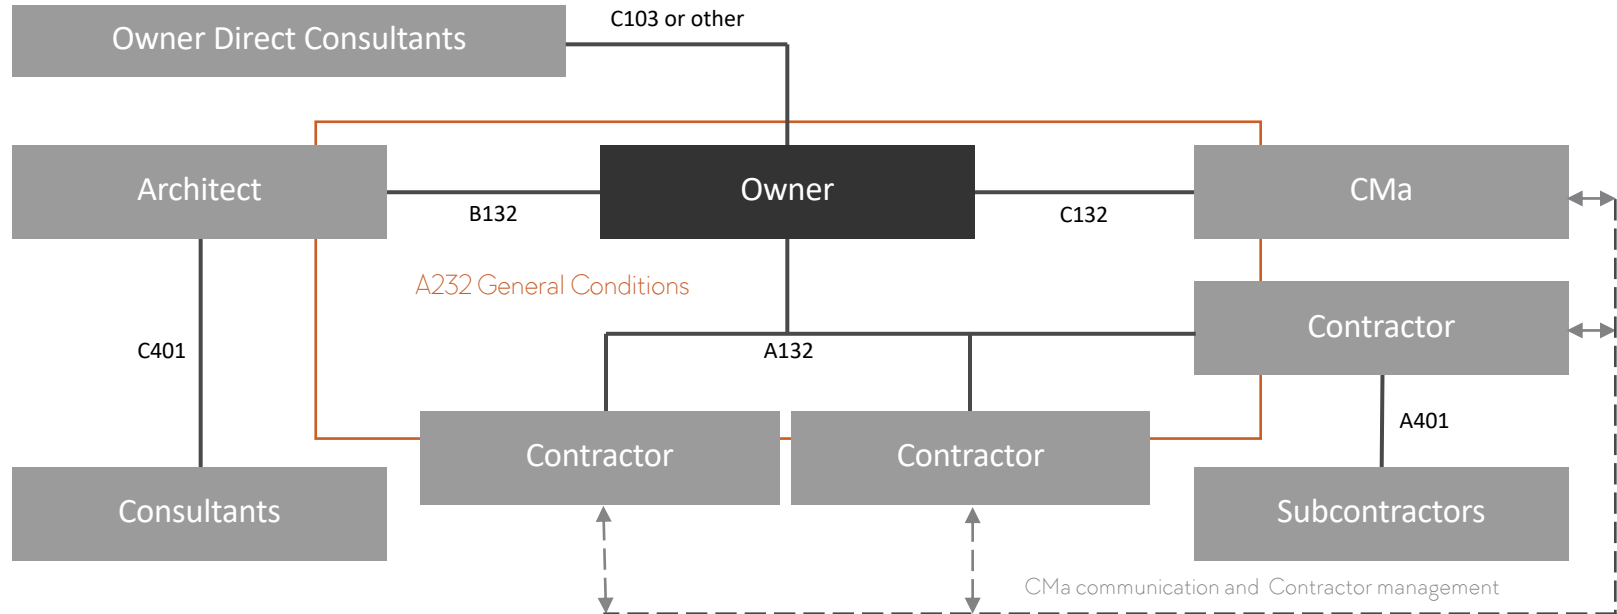 C103 or other
Owner Direct Consultants
Architect
Owner
CMa
B132
C132
A232 General Conditions
Contractor
C401
A132
A401
Contractor
Contractor
Consultants
Subcontractors
CMa communication and Contractor management